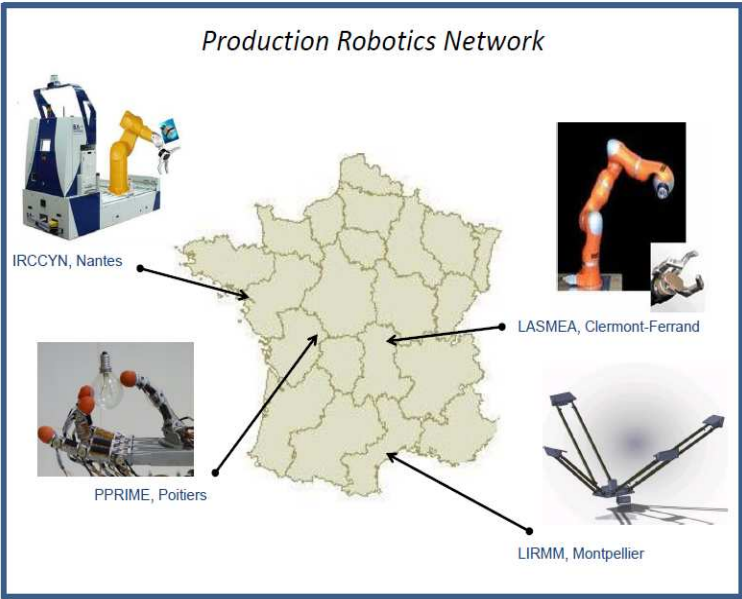 Production Robotics Network
IRCCYN, Nantes
LASMEA, Clermont-Ferrand
PPRIME, Poitiers
LIRMM, Montpellier